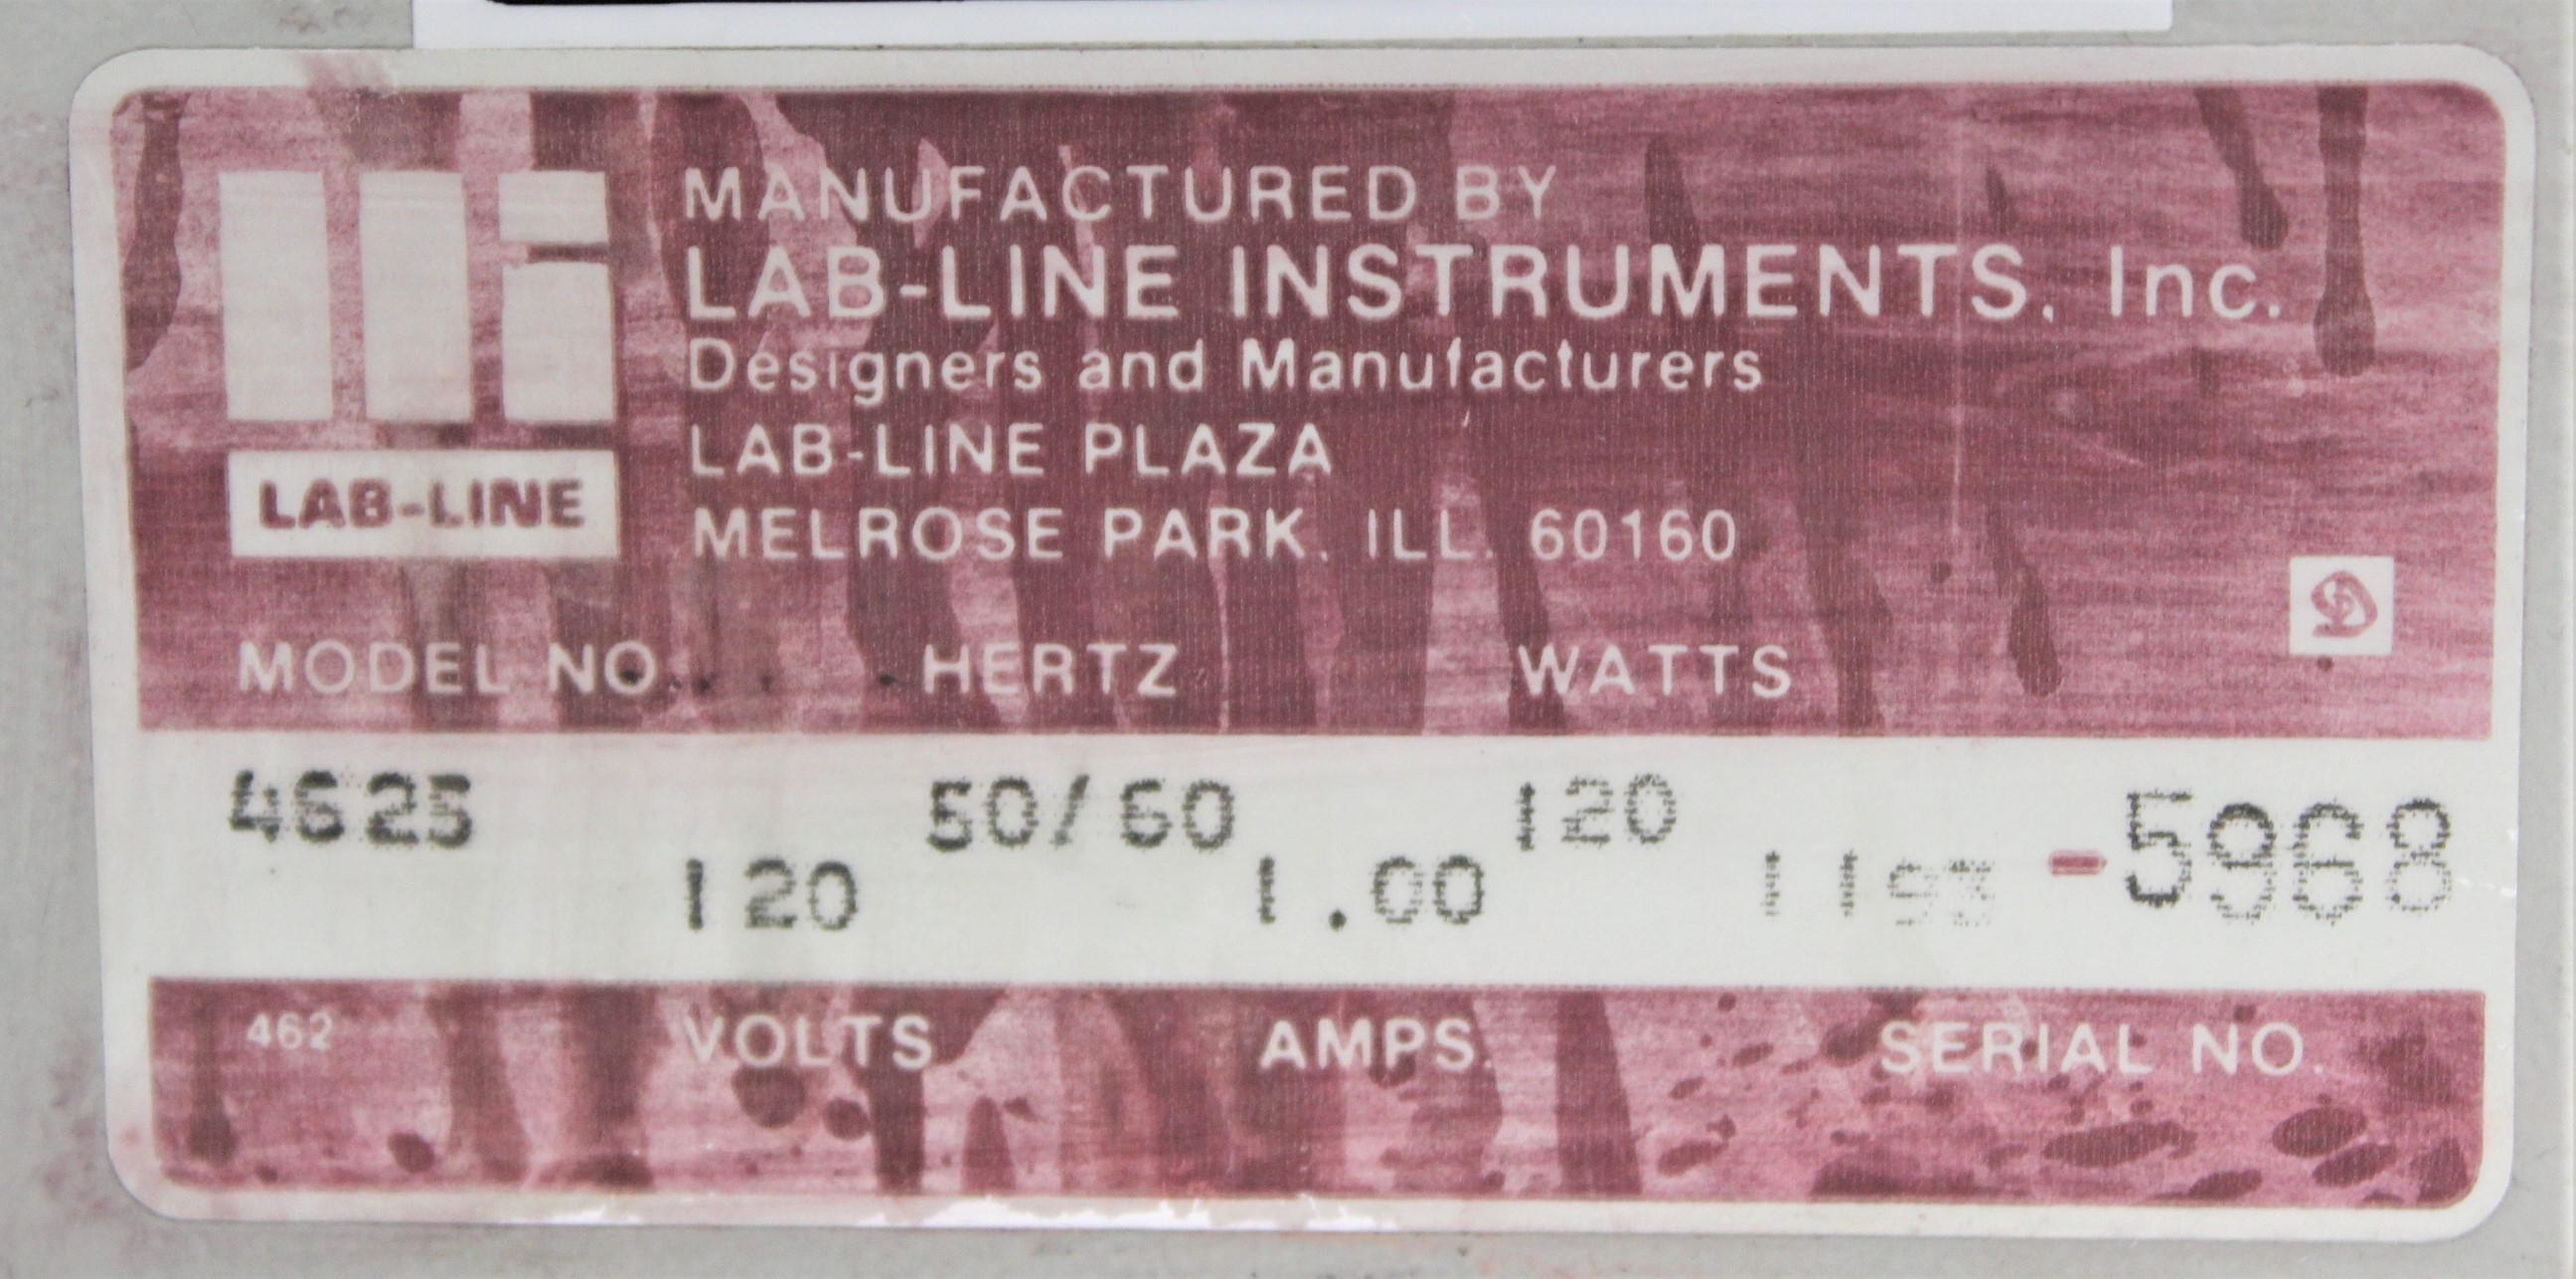 MANUFACTURED BY
LAB-LINE INSTRUMENTS, Inc.
Designers and Manufacturers
LAB-LINE PLAZA
MELROSE PARK, ILL. 60160
LAB-LINE
MODEL NO. HERTZ WATTS
4625 50/60 120
120 1.00 1193 -5968
462 VOLTS AMPS. SERIAL NO.